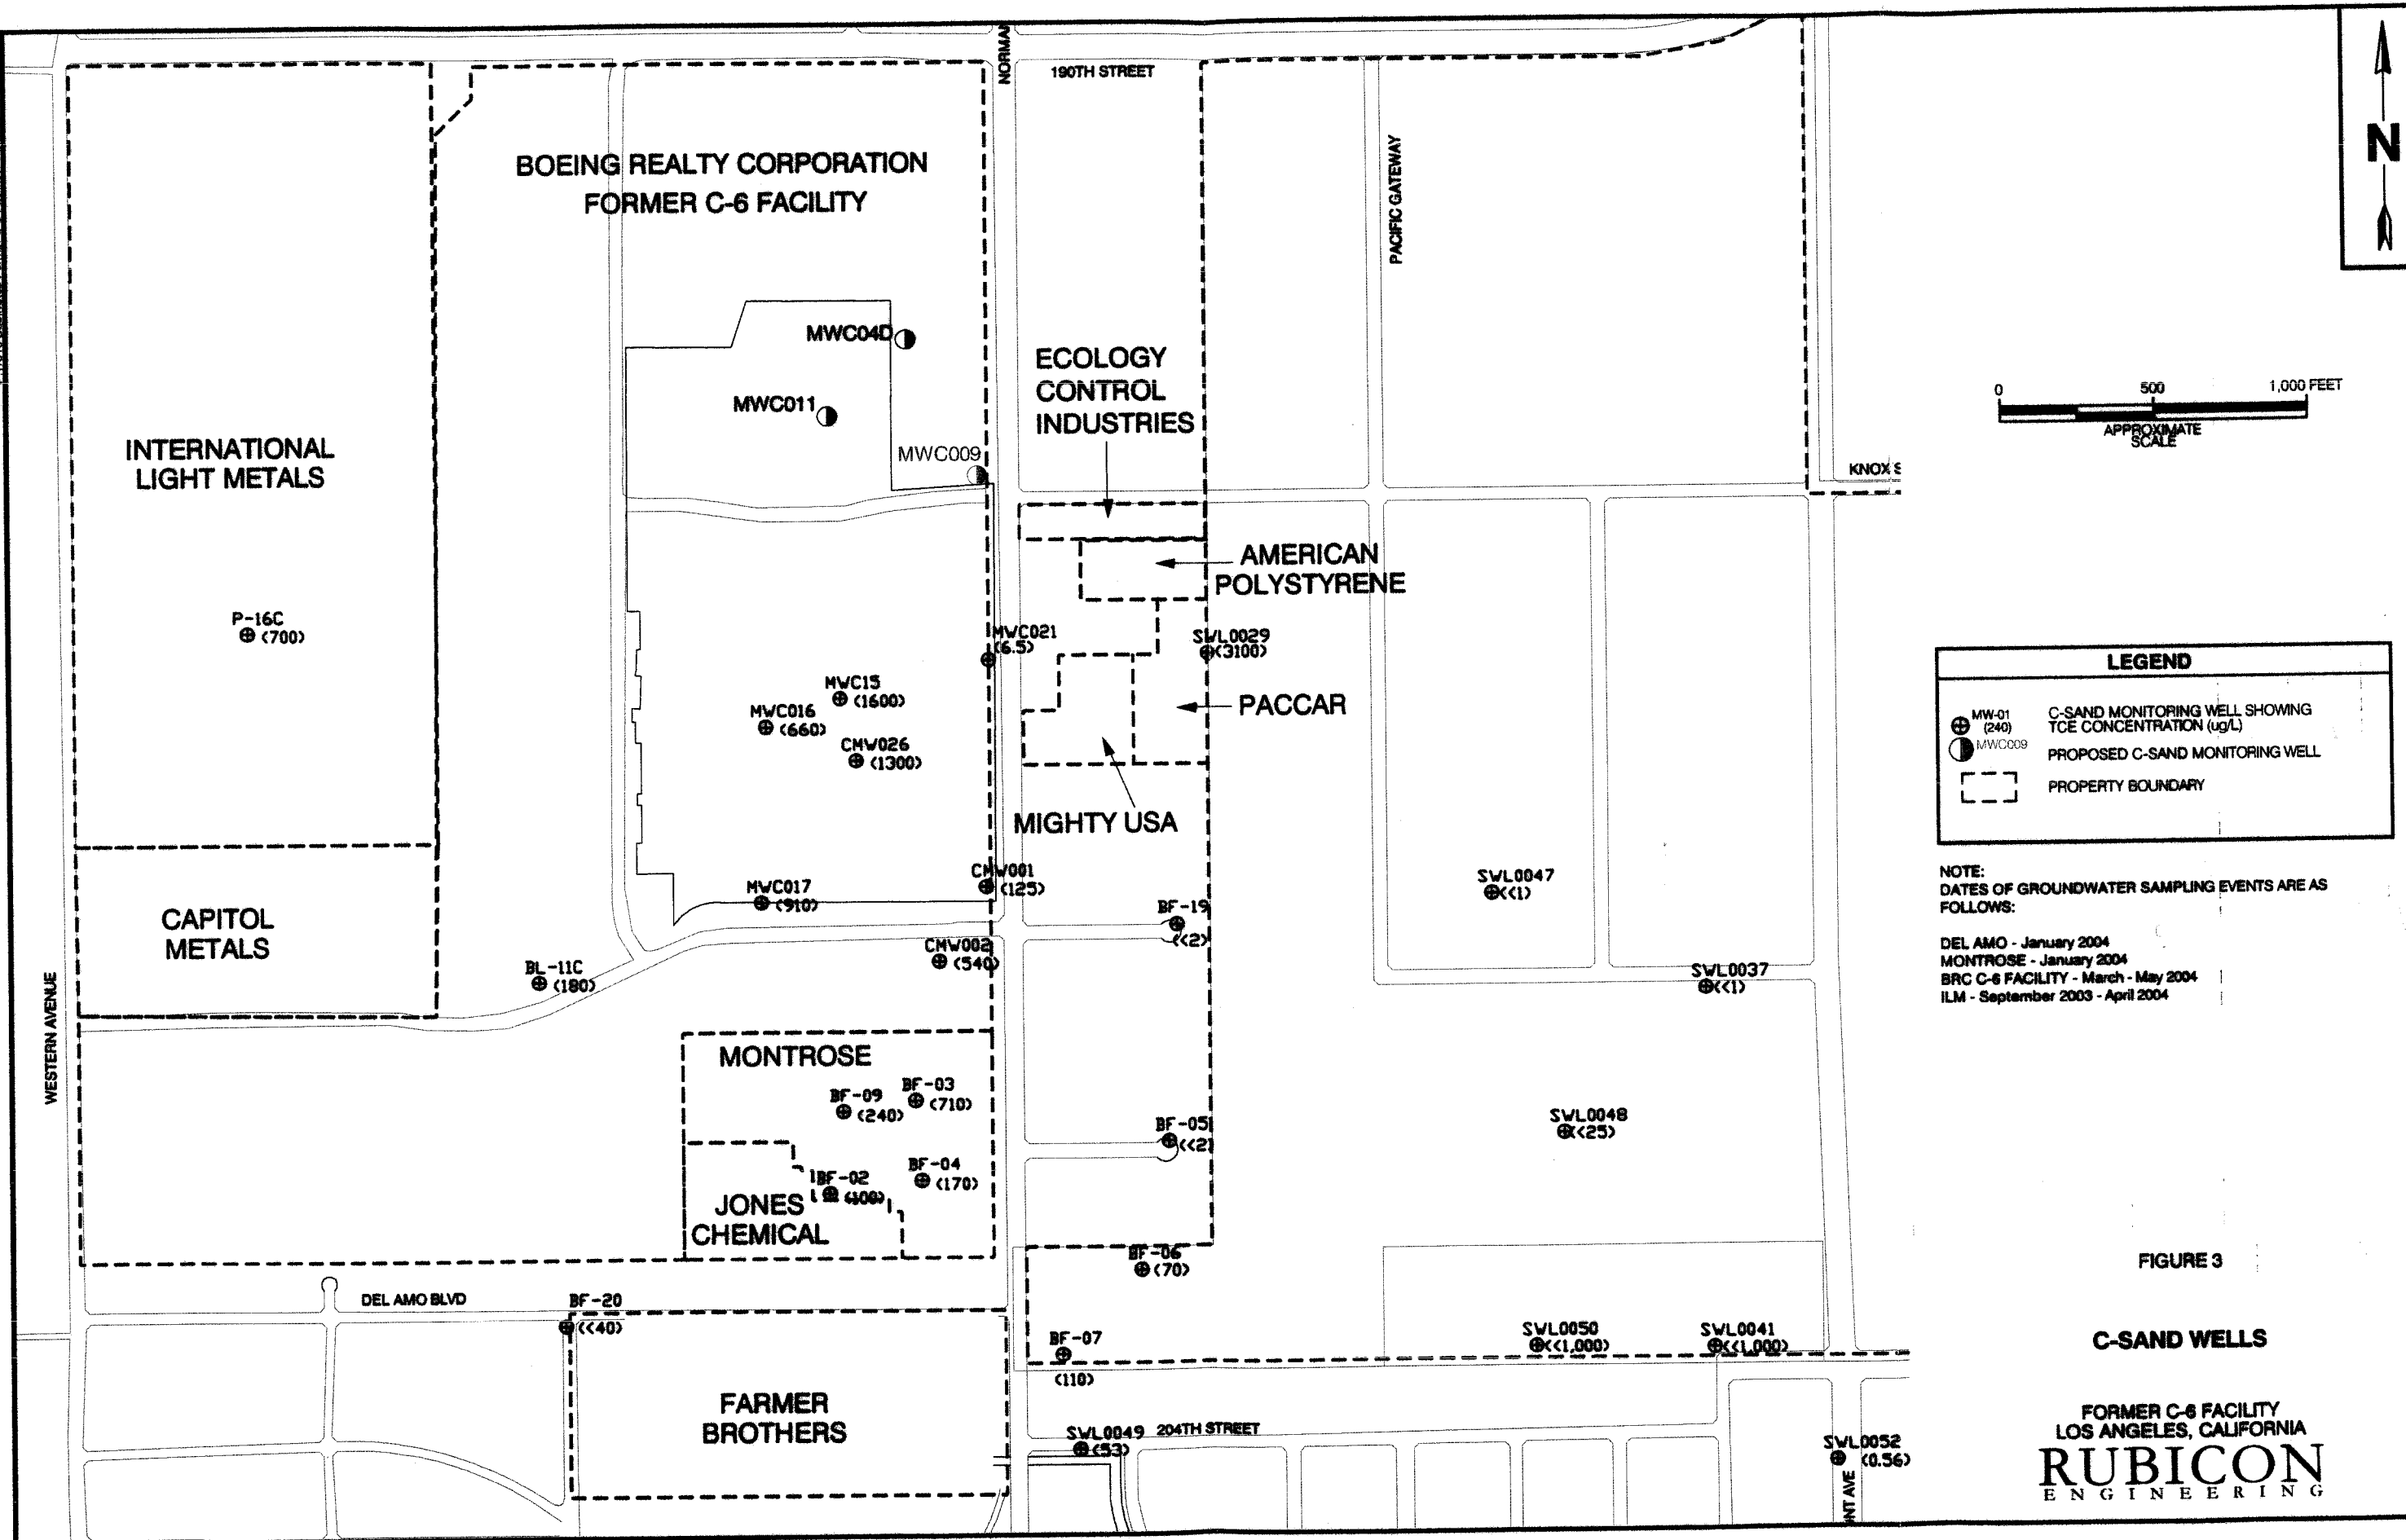 NORMA
190TH STREET
BOEING REALTY CORPORATION
FORMER C-6 FACILITY
PACIFIC GATEWAY
N
MWC04D
MWC011
MWC009
ECOLOGY
CONTROL
INDUSTRIES
0 500 1,000 FEET
APPROXIMATE
SCALE
INTERNATIONAL
LIGHT METALS
KNOX S
AMERICAN
POLYSTYRENE
P-16C
(700)
MWC021
(6.5)
SWL0029
(3100)
MWC15
(1600)
MWC016
(660)
CMW026
(1300)
PACCAR
MIGHTY USA
LEGEND
MW-01
(240)
C-SAND MONITORING WELL SHOWING
TCE CONCENTRATION (ug/L)
MWC009
PROPOSED C-SAND MONITORING WELL
PROPERTY BOUNDARY
NOTE:
DATES OF GROUNDWATER SAMPLING EVENTS ARE AS
FOLLOWS:
DEL AMO - January 2004
MONTROSE - January 2004
BRC C-6 FACILITY - March - May 2004
ILM - September 2003 - April 2004
CAPITOL
METALS
MWC017
(910)
CMW001
(125)
SWL0047
(<1)
BF-19
(<2)
CMW002
(540)
BL-11C
(180)
SWL0037
(<1)
WESTERN AVENUE
MONTROSE
BF-09
(240)
BF-03
(710)
SWL0048
(<25)
BF-05
(<2)
BF-04
(170)
BF-02
JONES
CHEMICAL
BF-06
(70)
DEL AMO BLVD
BF-20
(<40)
BF-07
(110)
SWL0050
(<1,000)
SWL0041
(<1,000)
FARMER
BROTHERS
SWL0049
(53)
204TH STREET
SWL0052
(0.56)
NT AVE
FIGURE 3
C-SAND WELLS
FORMER C-6 FACILITY
LOS ANGELES, CALIFORNIA
RUBICON
ENGINEERING